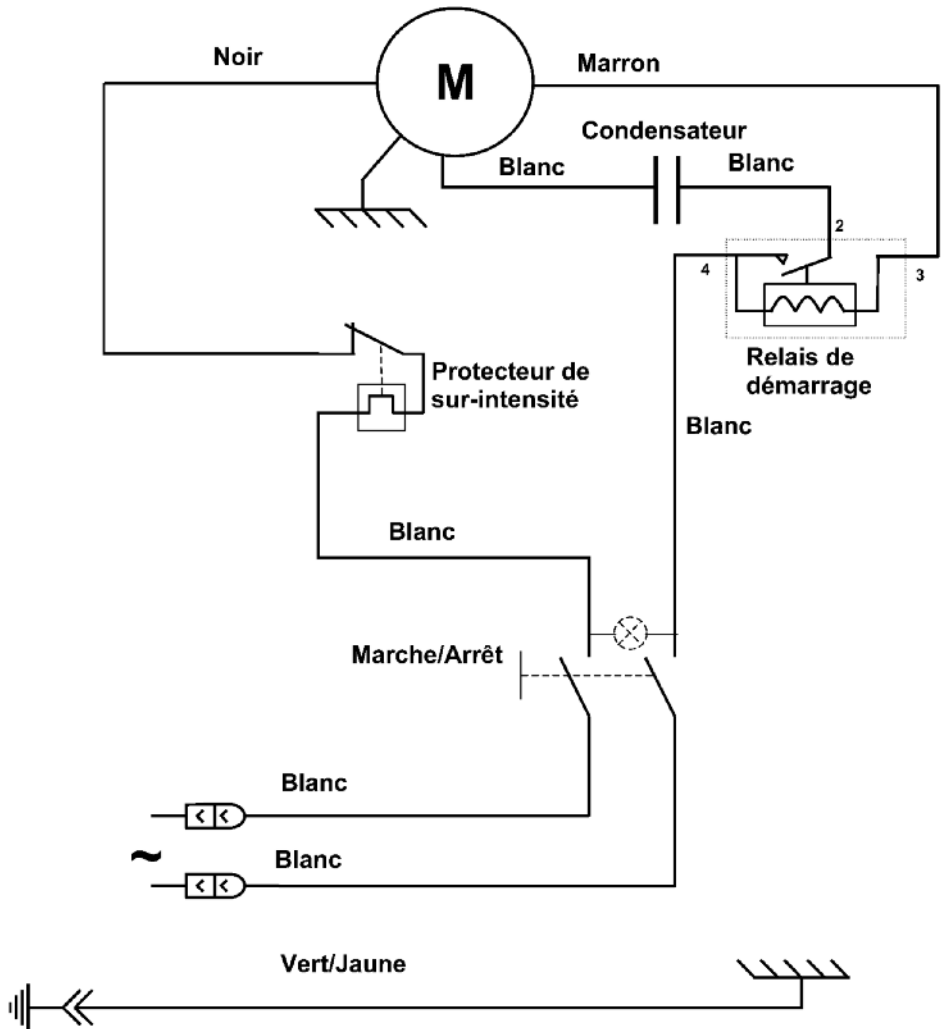 Noir
M
Marron
Condensateur
Blanc
Blanc
2
4
3
Relais de
démarrage
Protecteur de
sur-intensité
Blanc
Blanc
Marche/Arrêt
Blanc
~
Blanc
Vert/Jaune